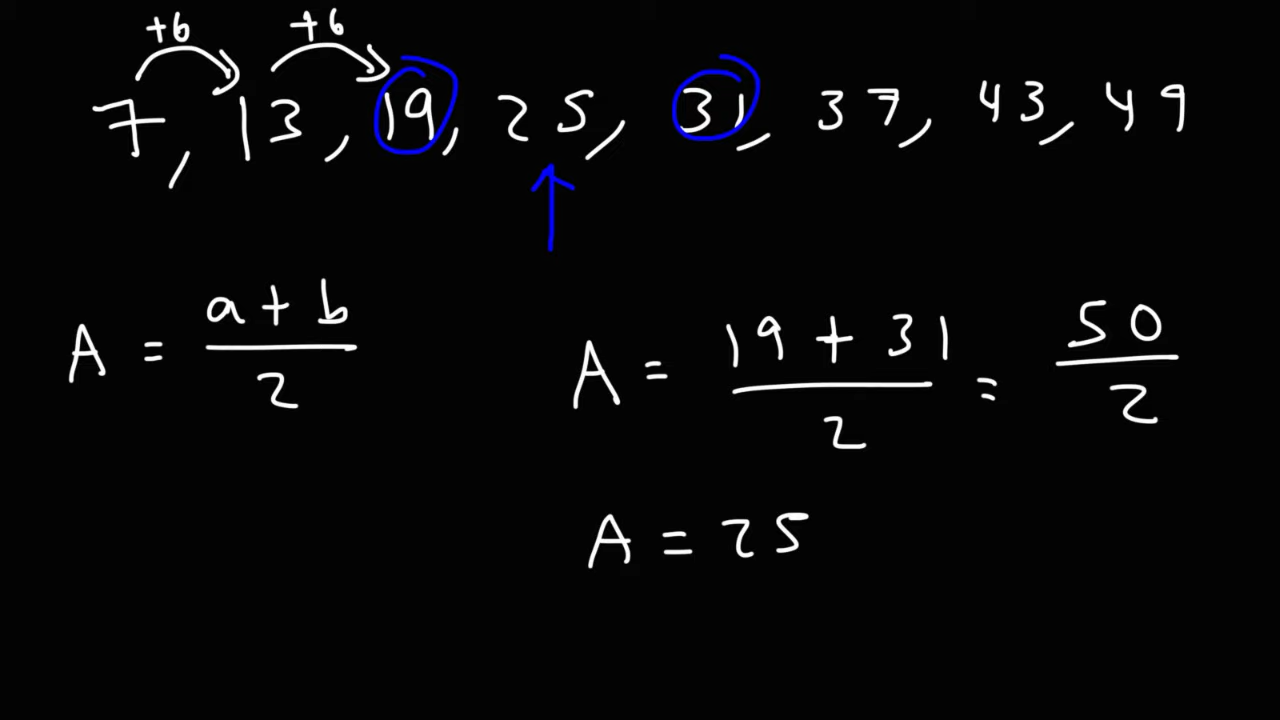 +6 +6
7, 13, 19, 25, 31, 37, 43, 49
A = a + b / 2
A = 19 + 31 / 2 = 50 / 2
A = 25